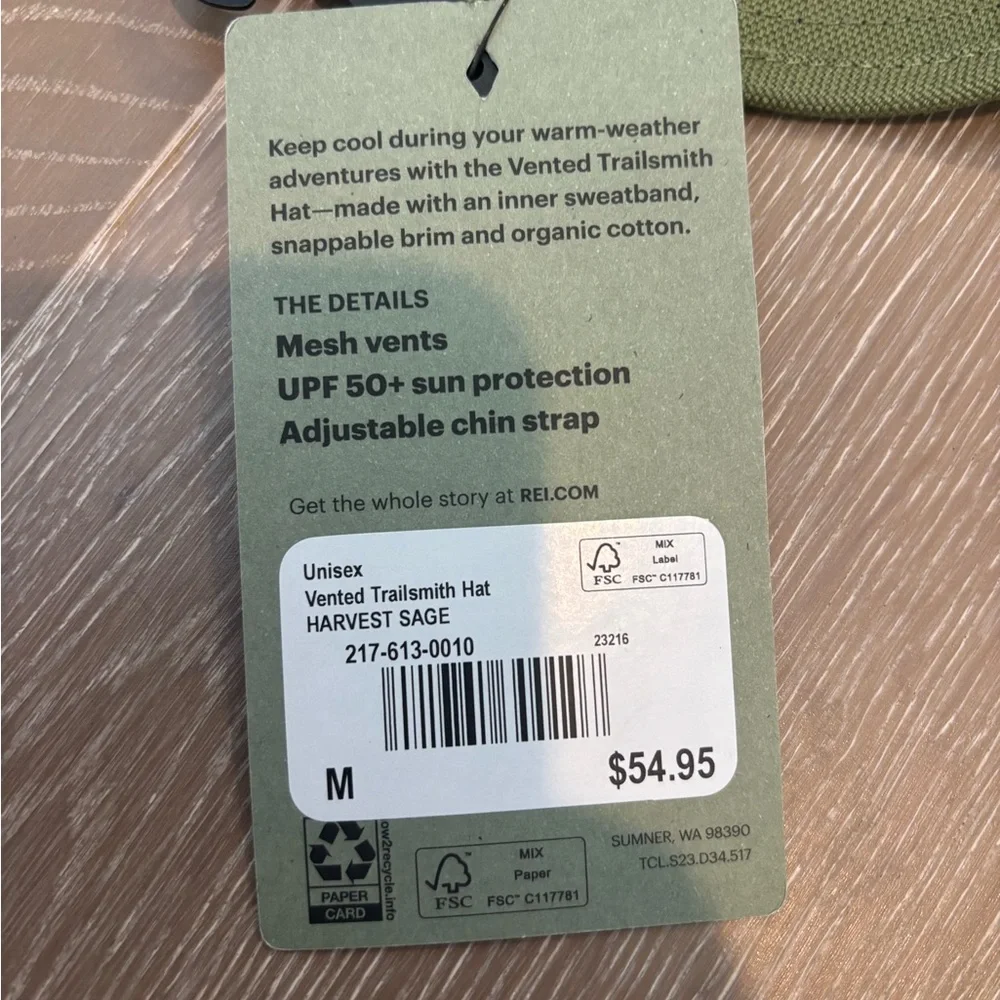 Keep cool during your warm-weather
adventures with the Vented Trailsmith
Hat—made with an inner sweatband,
snappable brim and organic cotton.
THE DETAILS
Mesh vents
UPF 50+ sun protection
Adjustable chin strap
Get the whole story at REI.COM
Unisex
Vented Trailsmith Hat
HARVEST SAGE
217-613-0010
23216
MIX
Label
FSC™ C117781
FSC
M
$54.95
PAPER
CARD
ow2recycle.info
MIX
Paper
FSC™ C117781
FSC
SUMNER, WA 98390
TCL.S23.D34.517